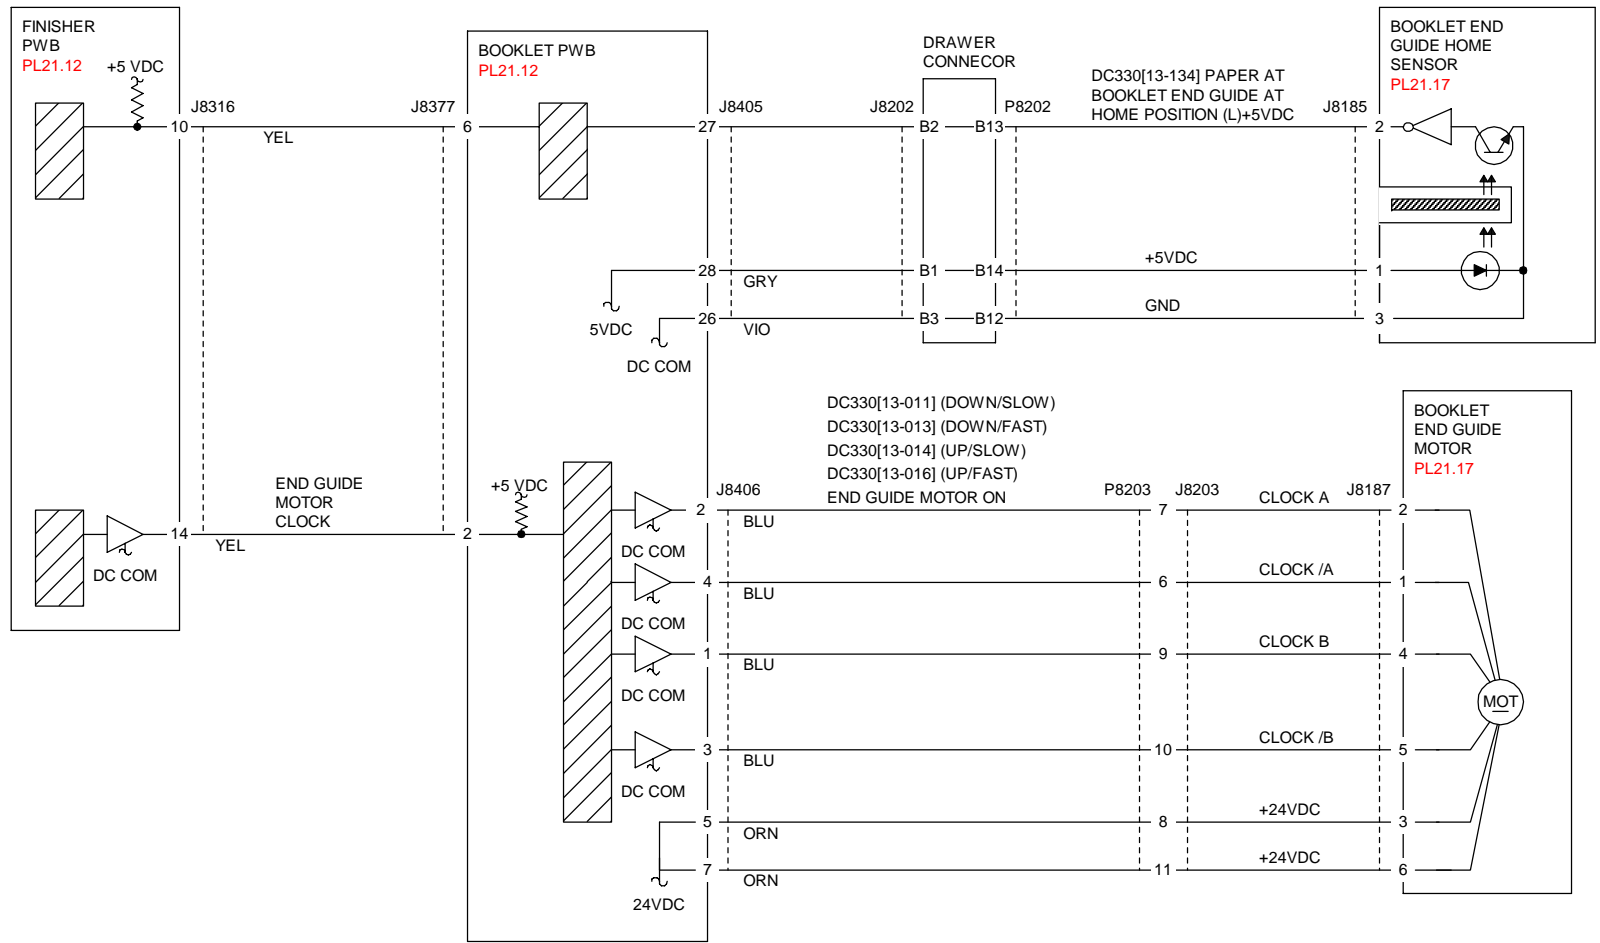 FINISHER
PWB
PL21.12
+5 VDC
J8316
10
YEL
J8377
6
BOOKLET PWB
PL21.12
J8405
27
J8202
B2
DRAWER
CONNECOR
B13
P8202
DC330[13-134] PAPER AT
BOOKLET END GUIDE AT
HOME POSITION (L)+5VDC
J8185
2
BOOKLET END
GUIDE HOME
SENSOR
PL21.17
5VDC
28
GRY
B1
B14
+5VDC
1
DC COM
26
VIO
B3
B12
GND
3
DC330[13-011] (DOWN/SLOW)
DC330[13-013] (DOWN/FAST)
DC330[13-014] (UP/SLOW)
DC330[13-016] (UP/FAST)
END GUIDE MOTOR ON
BOOKLET
END GUIDE
MOTOR
PL21.17
DC COM
14
YEL
END GUIDE
MOTOR
CLOCK
2
+5 VDC
J8406
P8203
J8203
J8187
DC COM
2
BLU
7
CLOCK A
2
DC COM
4
BLU
6
CLOCK /A
1
DC COM
1
BLU
9
CLOCK B
4
MOT
DC COM
3
BLU
10
CLOCK /B
5
5
ORN
8
+24VDC
3
24VDC
7
ORN
11
+24VDC
6